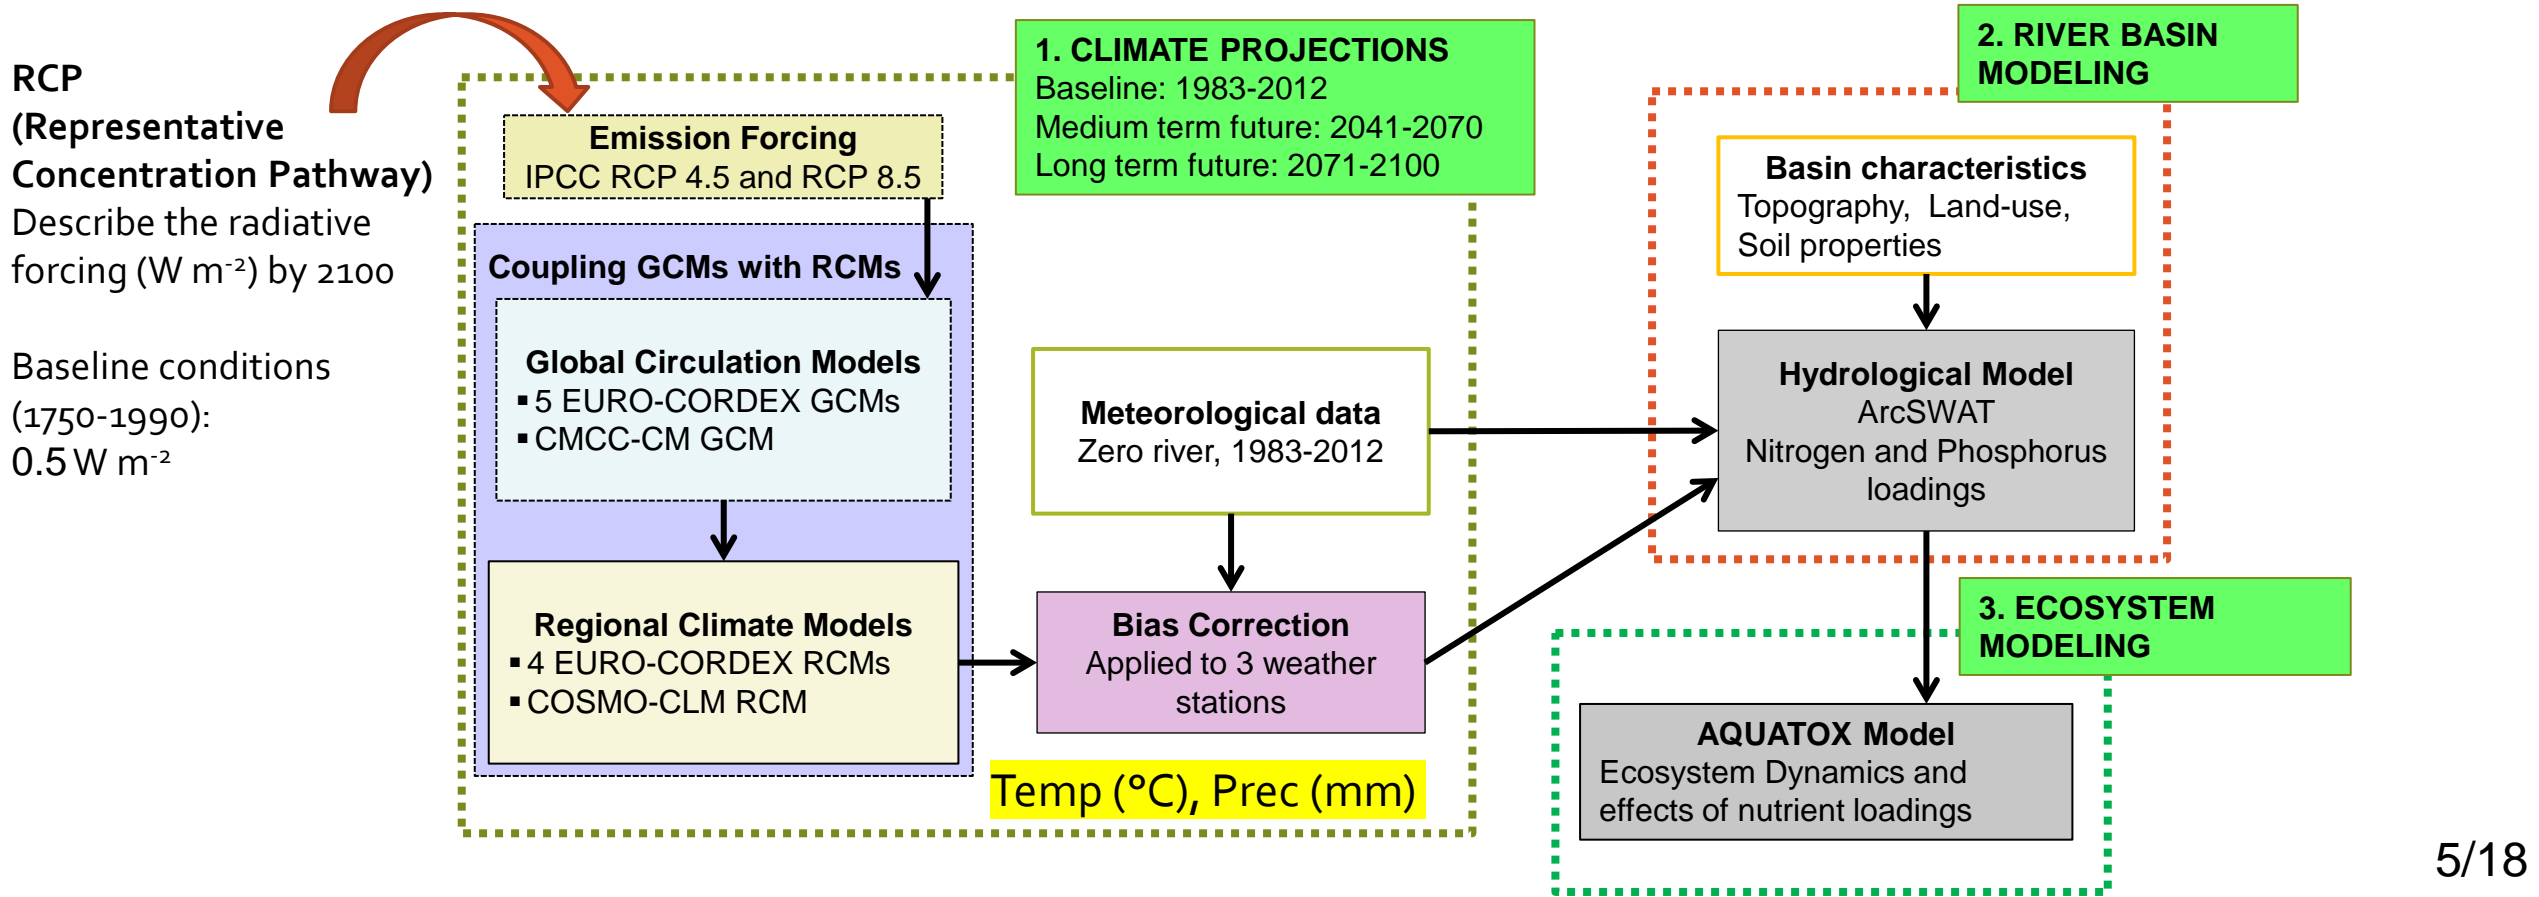 RCP
(Representative
Concentration Pathway)
Describe the radiative
forcing (W m⁻²) by 2100
Baseline conditions
(1750-1990):
0.5 W m⁻²
Emission Forcing
IPCC RCP 4.5 and RCP 8.5
Coupling GCMs with RCMs
Global Circulation Models
▪ 5 EURO-CORDEX GCMs
▪ CMCC-CM GCM
Regional Climate Models
▪ 4 EURO-CORDEX RCMs
▪ COSMO-CLM RCM
1. CLIMATE PROJECTIONS
Baseline: 1983-2012
Medium term future: 2041-2070
Long term future: 2071-2100
Meteorological data
Zero river, 1983-2012
Bias Correction
Applied to 3 weather
stations
Temp (°C), Prec (mm)
2. RIVER BASIN
MODELING
Basin characteristics
Topography, Land-use,
Soil properties
Hydrological Model
ArcSWAT
Nitrogen and Phosphorus
loadings
3. ECOSYSTEM
MODELING
AQUATOX Model
Ecosystem Dynamics and
effects of nutrient loadings
5/18